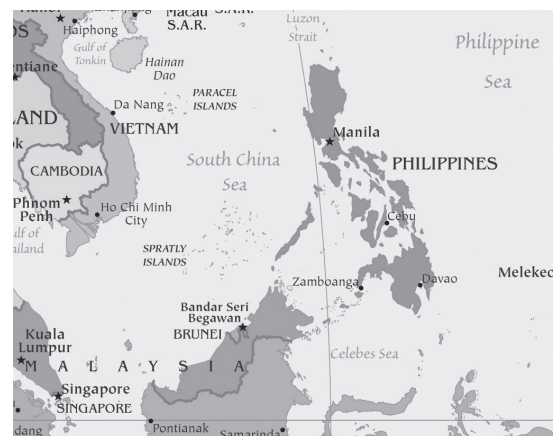 Macau S.A.R.
S.A.R.
Haiphong
Gulf of
Tonkin
Hainan
Dao
Luzon
Strait
Philippine
Sea
PARACEL
ISLANDS
Da Nang
VIETNAM
Manila
South China
Sea
PHILIPPINES
CAMBODIA
Phnom
Penh
Ho Chi Minh
City
Cebu
SPRATLY
ISLANDS
Zamboanga
Davao
Bandar Seri
Begawan
BRUNEI
Kuala
Lumpur
MALAYSIA
Celebes Sea
Singapore
SINGAPORE
Pontianak
Samarinda